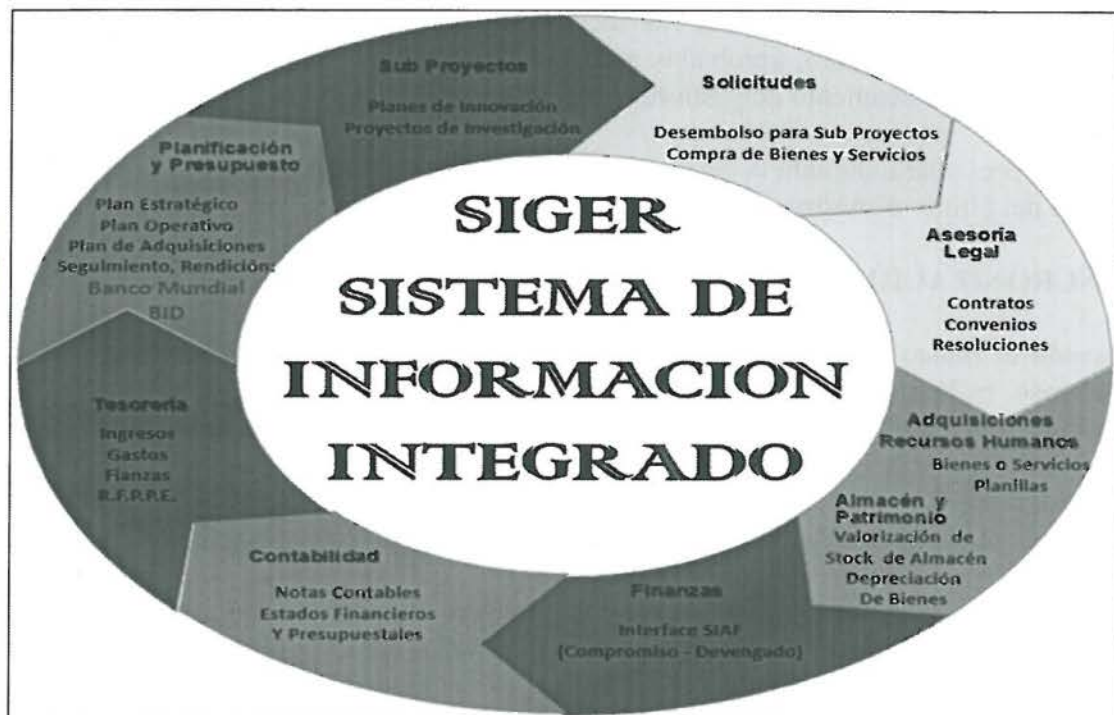 Sub Proyectos
Planes de Innovación
Proyectos de Investigación
Solicitudes
Desembolso para Sub Proyectos
Compra de Bienes y Servicios
Asesoría
Legal
Contratos
Convenios
Resoluciones
Adquisiciones
Recursos Humanos
Bienes o Servicios
Planillas
Almacén y
Patrimonio
Valorización de
Stock de Almacén
Depreciación
De Bienes
Finanzas
Interface SIAF
(Compromiso - Devengado)
Contabilidad
Notas Contables
Estados Financieros
Y Presupuestales
Tesorería
Ingresos
Gastos
Fianzas
R.F.P.P.E.
Planificación
y Presupuesto
Plan Estratégico
Plan Operativo
Plan de Adquisiciones
Seguimiento, Rendición:
Banco Mundial
BID
SIGER
SISTEMA DE
INFORMACION
INTEGRADO